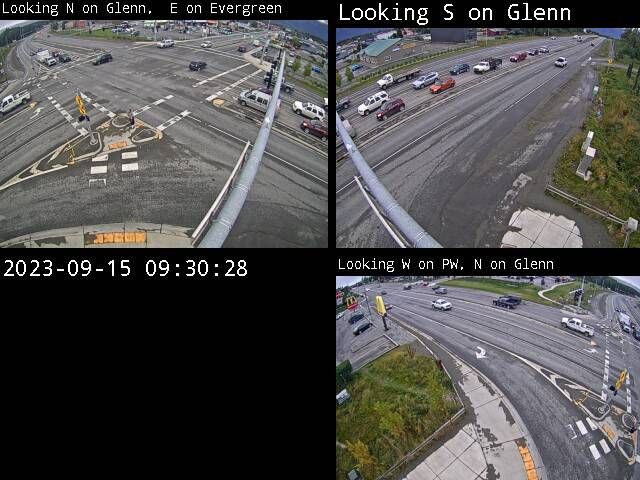 Looking N on Glenn, E on Evergreen
Looking S on Glenn
2023-09-15 09:30:28
Looking W on PW, N on Glenn